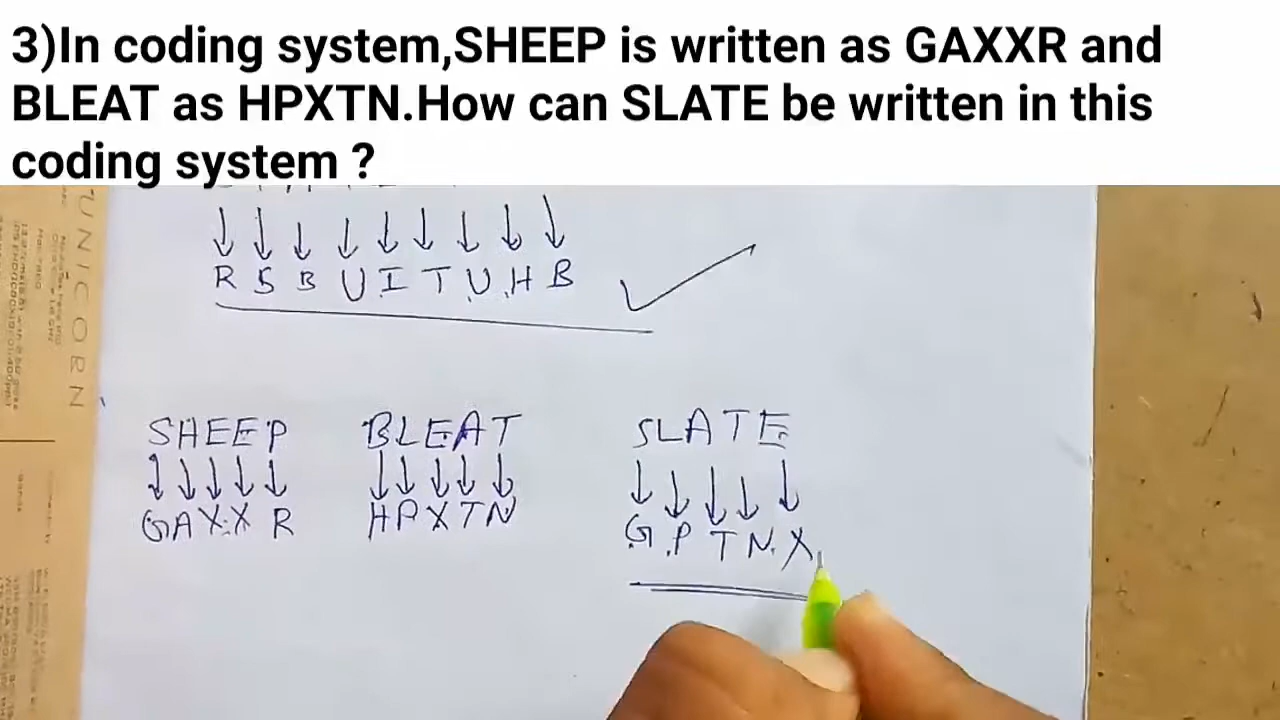 3)In coding system,SHEEP is written as GAXXR and
BLEAT as HPXTN.How can SLATE be written in this
coding system ?
UNICORN
R S B U I T U H B
SHEEP BLEAT SLATE
GAXXR HPXTN GPTNX